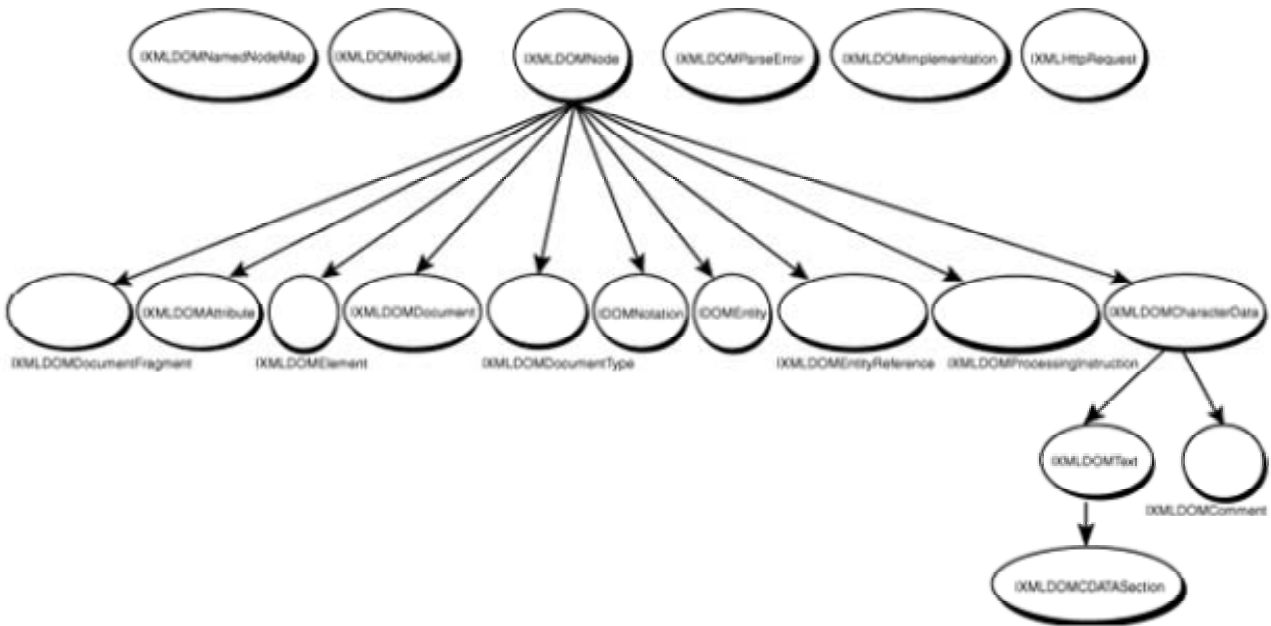 IXMLDOMNamedNodeMap
IXMLDOMNodeList
IXMLDOMNode
IXMLDOMParseError
IXMLDOMImplementation
IXMLHttpRequest
IXMLDOMAttribute
IXMLDOMDocument
IDOMNotation
IDOMEntity
IXMLDOMCharacterData
IXMLDOMDocumentFragment
IXMLDOMElement
IXMLDOMDocumentType
IXMLDOMEntityReference
IXMLDOMProcessingInstruction
IXMLDOMText
IXMLDOMComment
IXMLDOMCDATASection